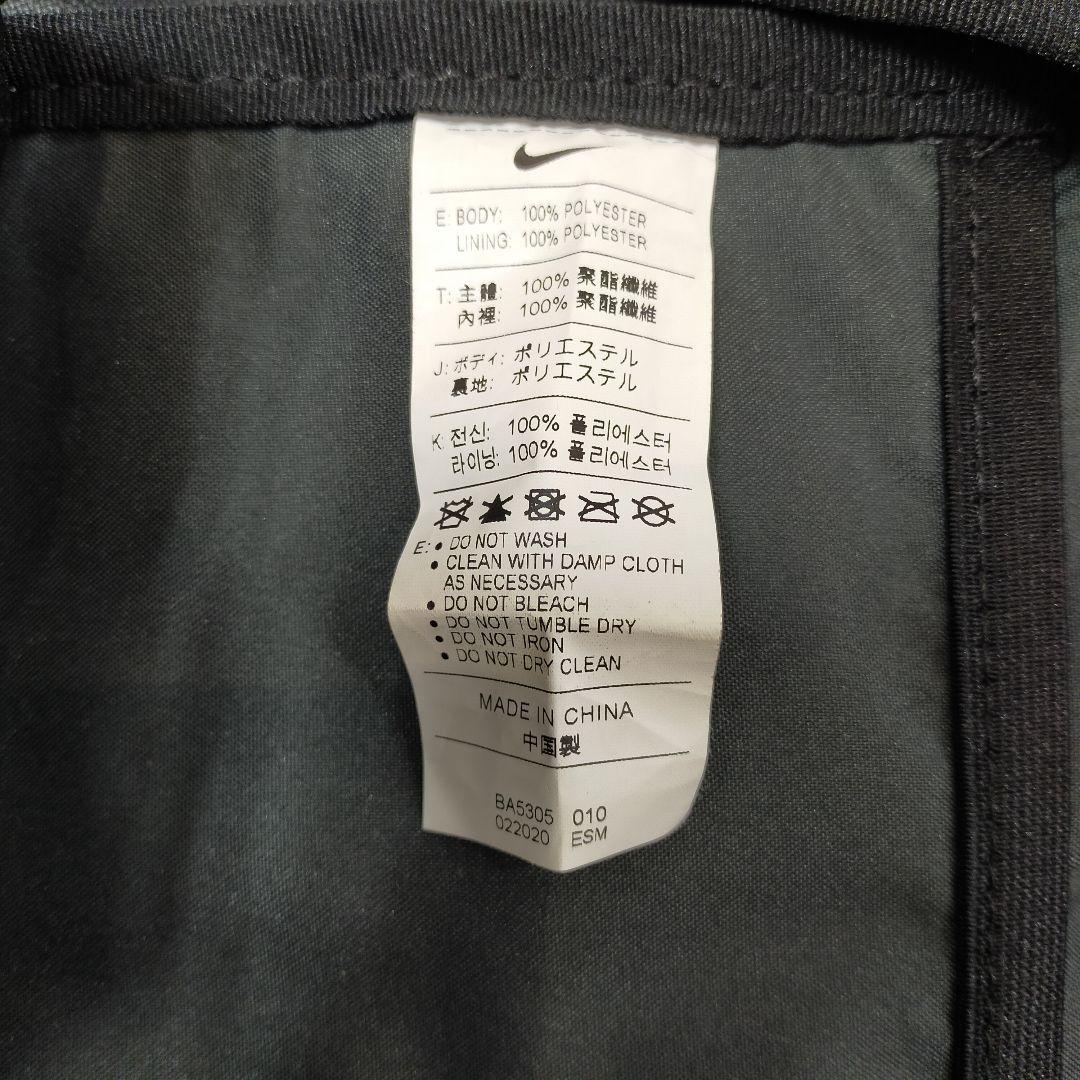 E: BODY: 100% POLYESTER
LINING: 100% POLYESTER
T: 主體: 100% 聚酯纖維
內裡: 100% 聚酯纖維
J: ボディ: ポリエステル
裏地: ポリエステル
K: 전신: 100% 폴리에스터
라이닝: 100% 폴리에스터
E: • DO NOT WASH
• CLEAN WITH DAMP CLOTH
AS NECESSARY
• DO NOT BLEACH
• DO NOT TUMBLE DRY
• DO NOT IRON
• DO NOT DRY CLEAN
MADE IN CHINA
中国製
BA5305 010
022020 ESM